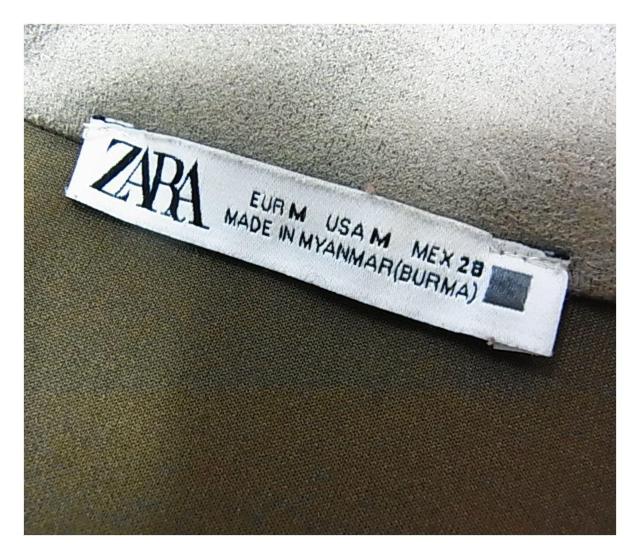 ZARA
EUR M USA M MEX 28
MADE IN MYANMAR(BURMA)